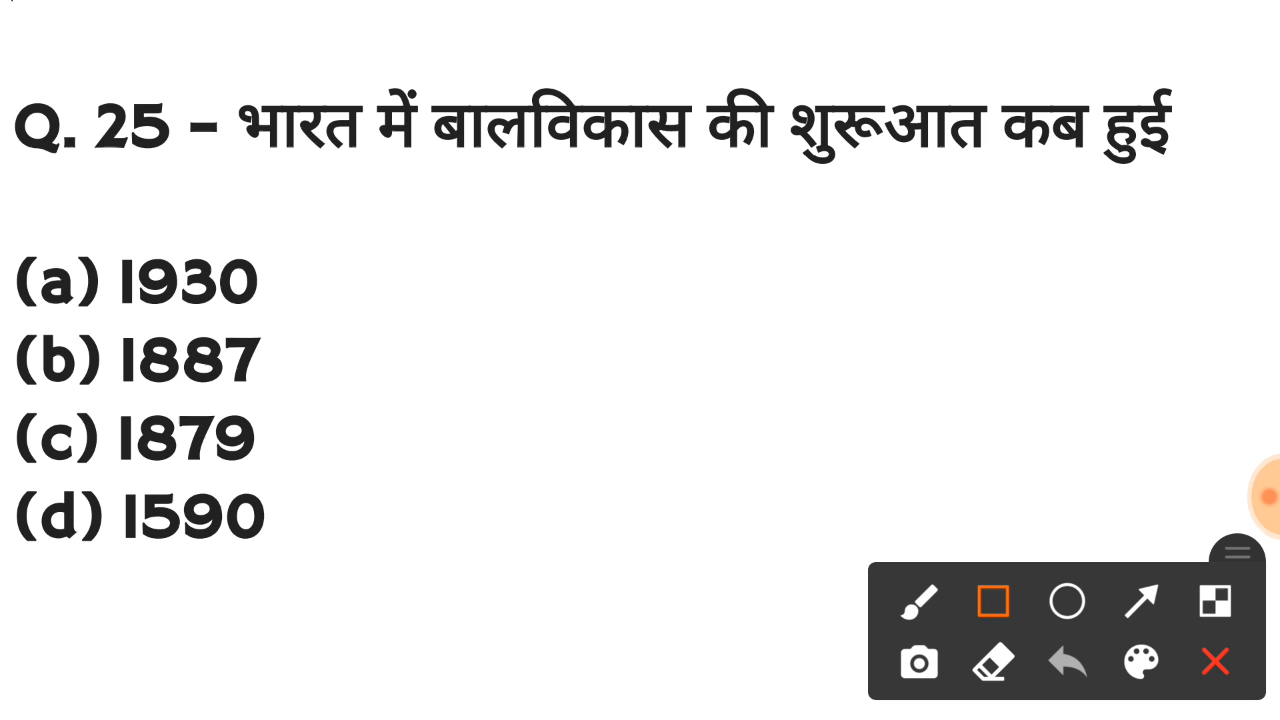 Q. 25 - भारत में बालविकास की शुरूआत कब हुई
(a) 1930
(b) 1887
(c) 1879
(d) 1590